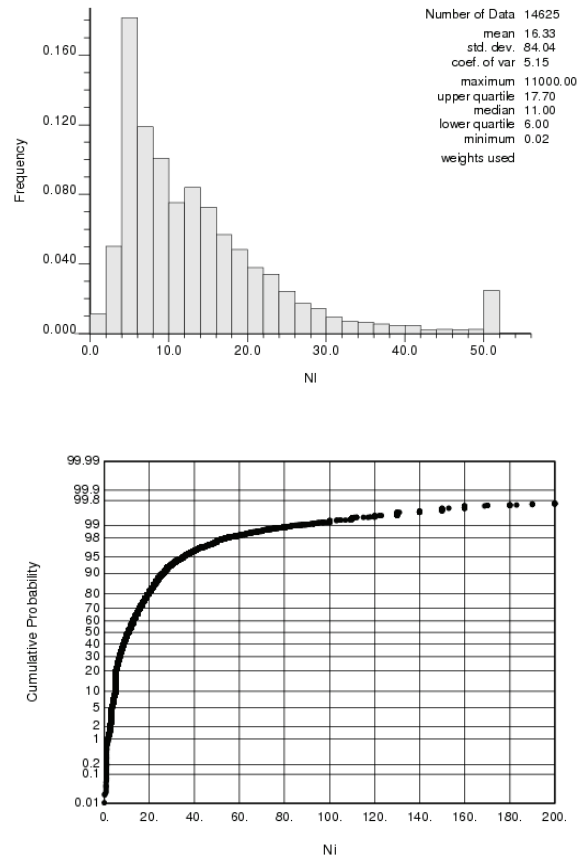 Number of Data 14625
mean 16.33
std. dev. 84.04
coef. of var 5.15
maximum 11000.00
upper quartile 17.70
median 11.00
lower quartile 6.00
minimum 0.02
weights used
Frequency
0.160
0.120
0.080
0.040
0.000
0.0 10.0 20.0 30.0 40.0 50.0
NI
Cumulative Probability
99.99
99.9
99.8
99
98
95
90
80
70
60
50
40
30
20
10
5
2
1
0.2
0.1
0.01
0. 20. 40. 60. 80. 100. 120. 140. 160. 180. 200.
Ni